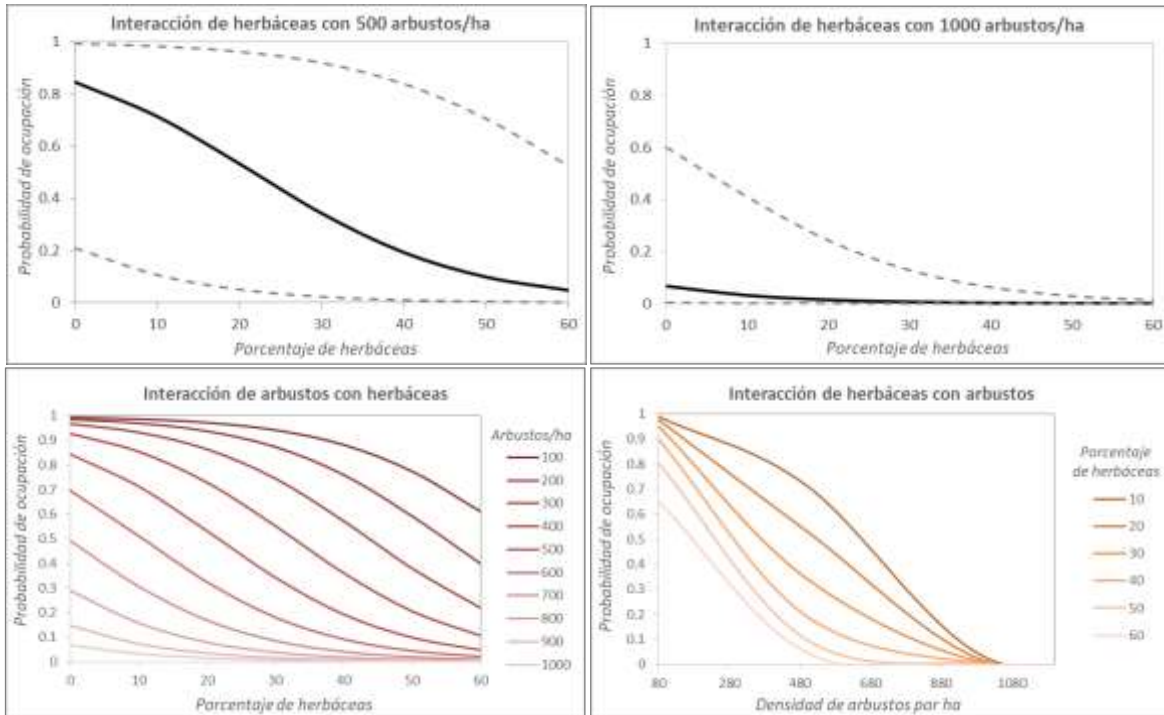 Interacción de herbáceas con 500 arbustos/ha
Probabilidad de ocupación
1
0.8
0.6
0.4
0.2
0
0 10 20 30 40 50 60
Porcentaje de herbáceas
Interacción de herbáceas con 1000 arbustos/ha
Probabilidad de ocupación
1
0.8
0.6
0.4
0.2
0
0 10 20 30 40 50 60
Porcentaje de herbáceas
Interacción de arbustos con herbáceas
Probabilidad de ocupación
1
0.9
0.8
0.7
0.6
0.5
0.4
0.3
0.2
0.1
0
0 10 20 30 40 50 60
Porcentaje de herbáceas
Arbustos/ha
100
200
300
400
500
600
700
800
900
1000
Interacción de herbáceas con arbustos
Probabilidad de ocupación
1
0.9
0.8
0.7
0.6
0.5
0.4
0.3
0.2
0.1
0
80 280 480 680 880 1080
Densidad de arbustos por ha
Porcentaje
de herbáceas
10
20
30
40
50
60